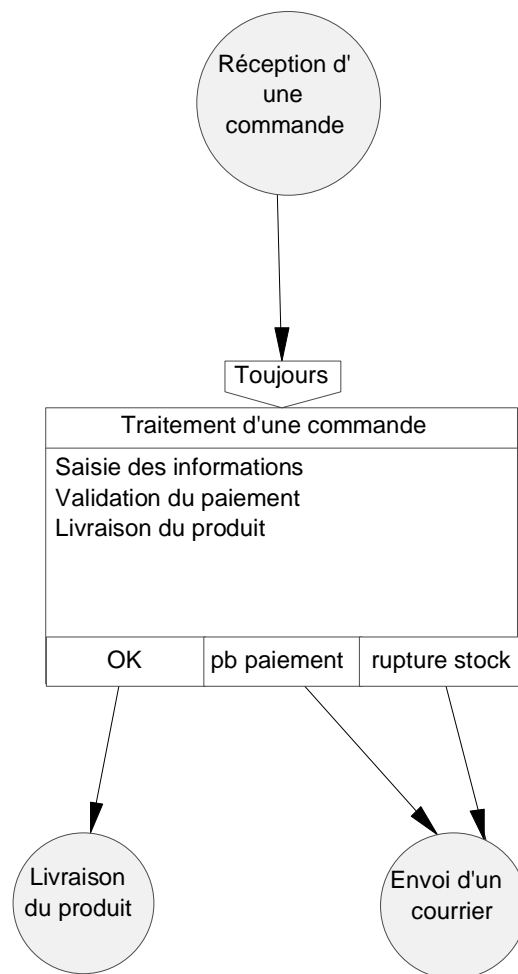 Réception d'
une
commande
Toujours
Traitement d'une commande
Saisie des informations
Validation du paiement
Livraison du produit
OK
pb paiement
rupture stock
Livraison
du produit
Envoi d'un
courrier